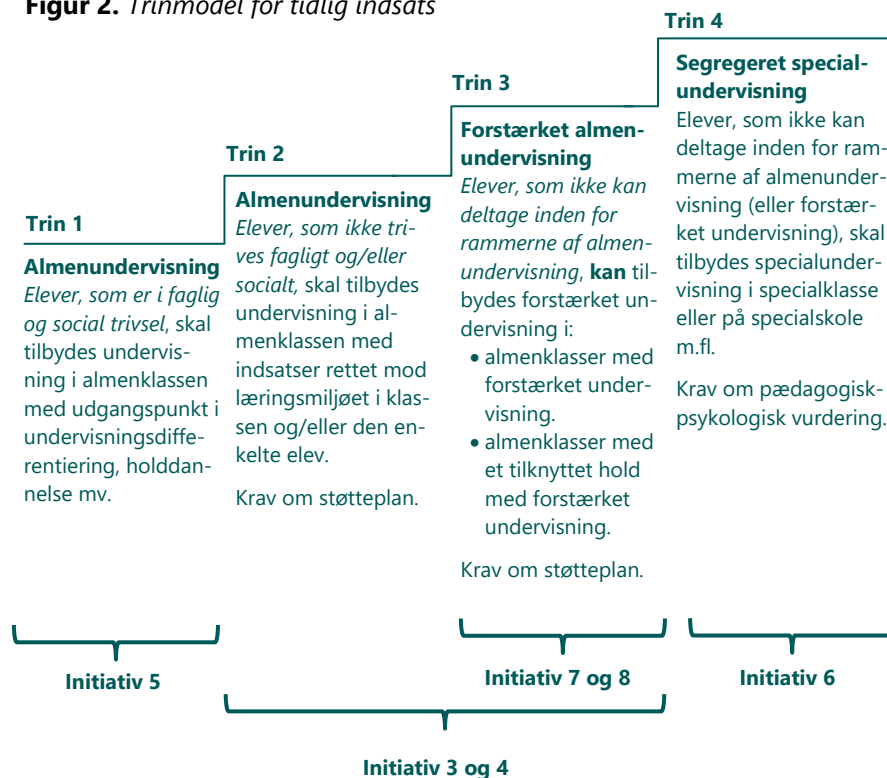 Figur 2. Trinmodel for tidlig indsats
Trin 1
Almenundervisning
Elever, som er i faglig
og social trivsel, skal
tilbydes undervis-
ning i almenklassen
med udgangspunkt i
undervisningsdiffe-
rentiering, holddan-
nelse mv.
Trin 2
Almenundervisning
Elever, som ikke tri-
ves fagligt og/eller
socialt, skal tilbydes
undervisning i al-
menklassen med
indsatser rettet mod
læringsmiljøet i klas-
sen og/eller den en-
kelte elev.
Krav om støtteplan.
Trin 3
Forstærket almen-
undervisning
Elever, som ikke kan
deltage inden for
rammerne af almen-
undervisning, kan til-
bydes forstærket un-
dervisning i:
• almenklasser med
forstærket under-
visning.
• almenklasser med
et tilknyttet hold
med forstærket
undervisning.
Krav om støtteplan.
Trin 4
Segregeret special-
undervisning
Elever, som ikke kan
deltage inden for ram-
merne af almenunder-
visning (eller forstær-
ket undervisning), skal
tilbydes specialunder-
visning i specialklasse
eller på specialskole
m.fl.
Krav om pædagogisk-
psykologisk vurdering.
Initiativ 5
Initiativ 7 og 8
Initiativ 6
Initiativ 3 og 4